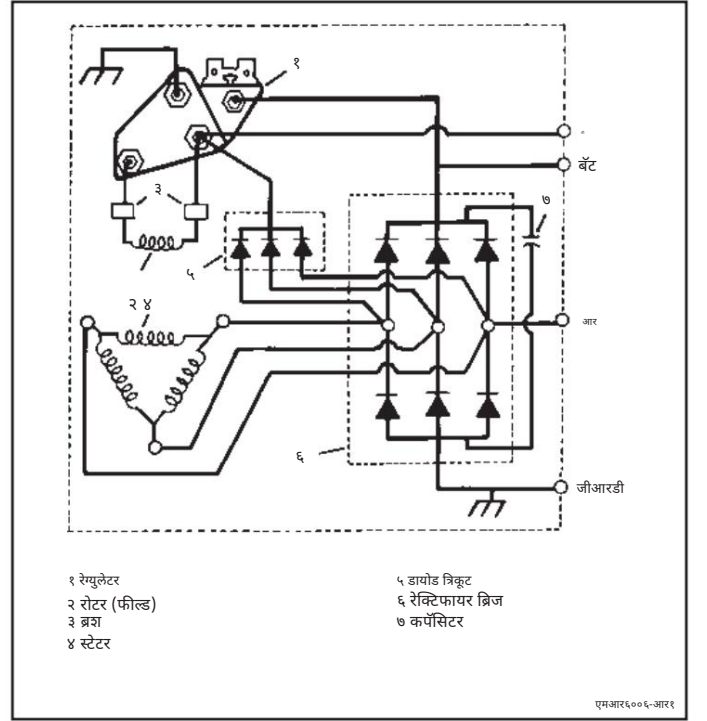 १
बॅट
३
७
५
२ ४
आर
६
जीआरडी
१ रेग्युलेटर
२ रोटर (फील्ड)
३ ब्रश
४ स्टेटर
५ डायोड त्रिकूट
६ रेक्टिफायर ब्रिज
७ कपॅसिटर
एमआर६००६-आर१